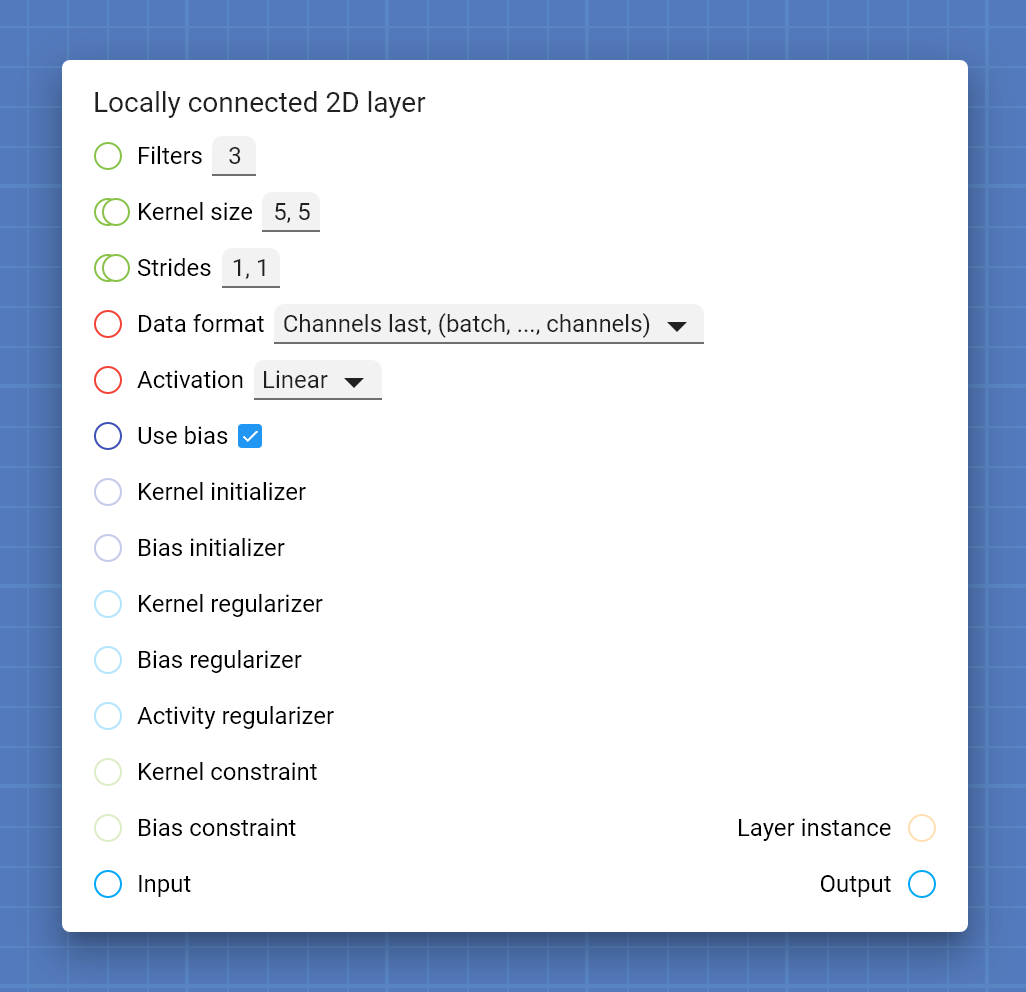 Locally connected 2D layer
Filters 3
Kernel size 5, 5
Strides 1, 1
Data format Channels last, (batch, ..., channels)
Activation Linear
Use bias
Kernel initializer
Bias initializer
Kernel regularizer
Bias regularizer
Activity regularizer
Kernel constraint
Bias constraint Layer instance
Input Output